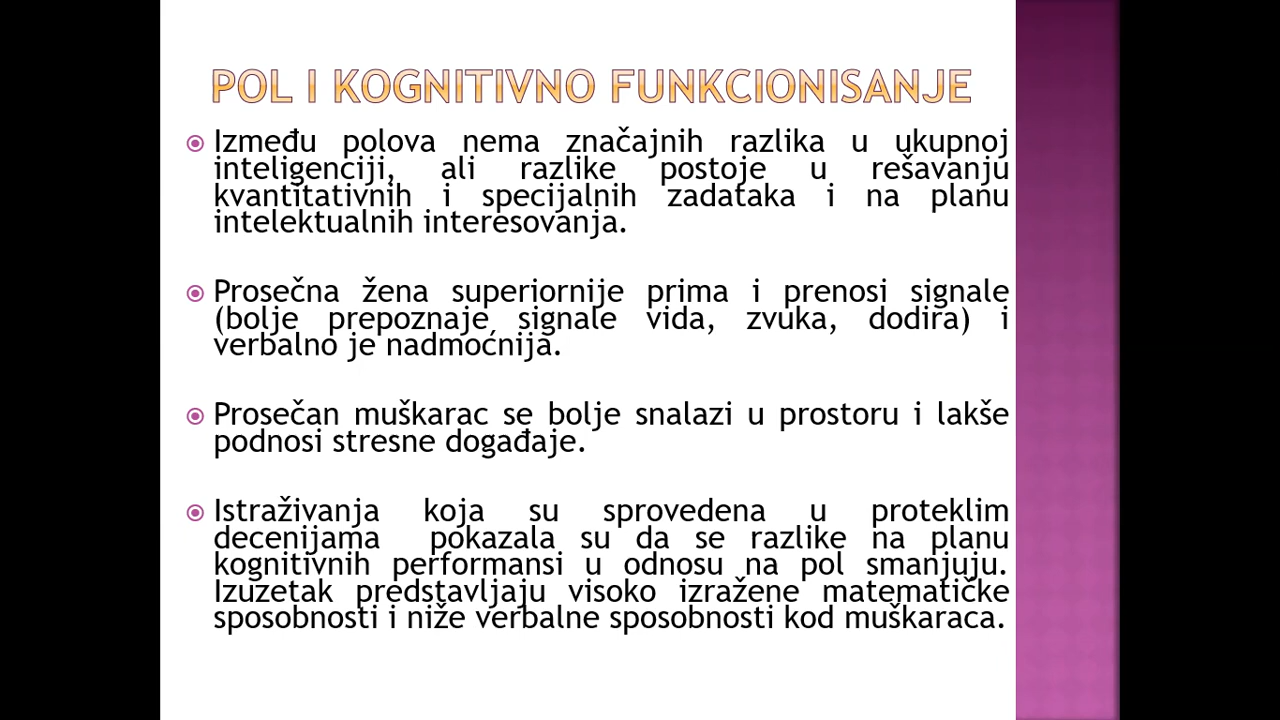 POL I KOGNITIVNO FUNKCIONISANJE
Između polova nema značajnih razlika u ukupnoj
inteligenciji, ali razlike postoje u rešavanju
kvantitativnih i specijalnih zadataka i na planu
intelektualnih interesovanja.
Prosečna žena superiornije prima i prenosi signale
(bolje prepoznaje signale vida, zvuka, dodira) i
verbalno je nadmoćnija.
Prosečan muškarac se bolje snalazi u prostoru i lakše
podnosi stresne događaje.
Istraživanja koja su sprovedena u proteklim
decenijama pokazala su da se razlike na planu
kognitivnih performansi u odnosu na pol smanjuju.
Izuzetak predstavljaju visoko izražene matematičke
sposobnosti i niže verbalne sposobnosti kod muškaraca.